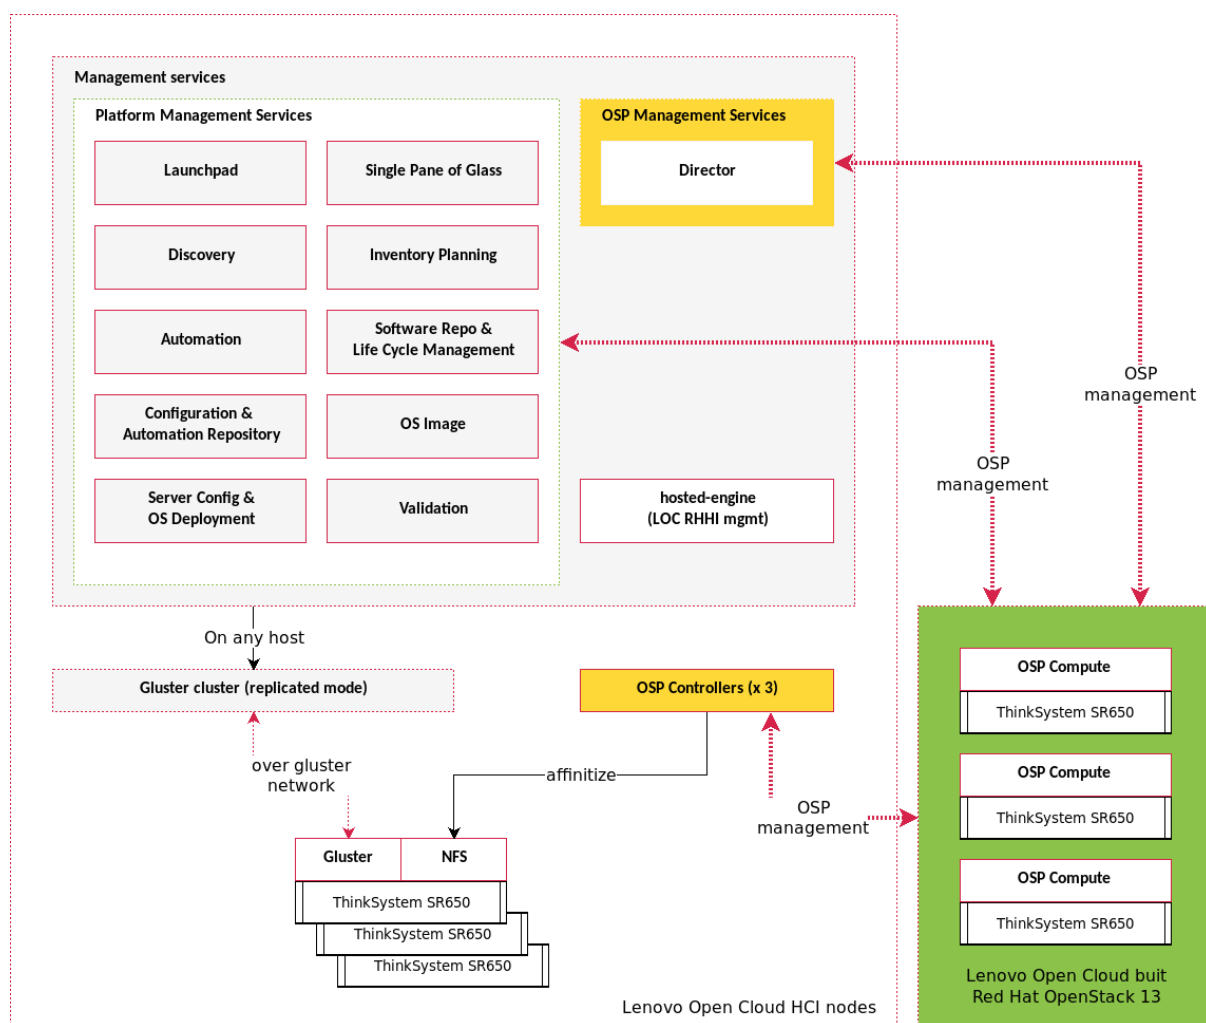 Management services
Platform Management Services
OSP Management Services
Launchpad
Single Pane of Glass
Director
Discovery
Inventory Planning
Automation
Software Repo &
Life Cycle Management
Configuration &
Automation Repository
OS Image
Server Config &
OS Deployment
Validation
hosted-engine
(LOC RHHI mgmt)
OSP
management
OSP
management
On any host
Gluster cluster (replicated mode)
OSP Controllers (x 3)
over gluster
network
affinitize
OSP
management
Gluster
NFS
ThinkSystem SR650
ThinkSystem SR650
ThinkSystem SR650
Lenovo Open Cloud HCI nodes
OSP Compute
ThinkSystem SR650
OSP Compute
ThinkSystem SR650
OSP Compute
ThinkSystem SR650
Lenovo Open Cloud buit
Red Hat OpenStack 13